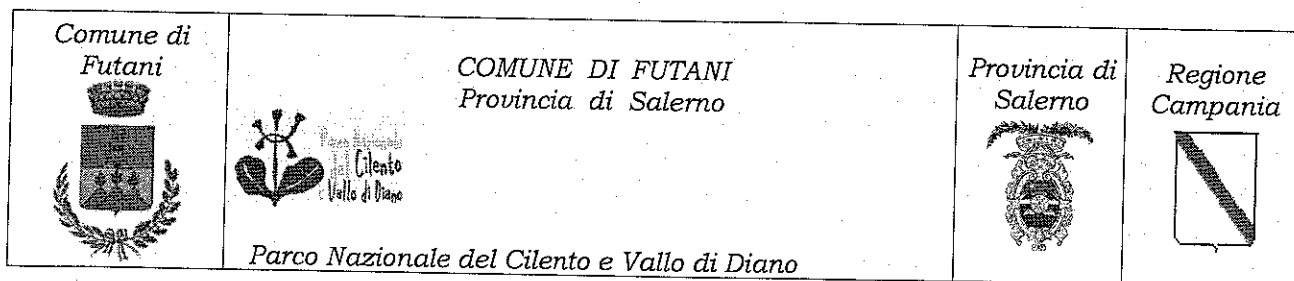 Comune di
Futani
COMUNE DI FUTANI
Provincia di Salerno
Parco Nazionale
del Cilento
e Vallo di Diano
Parco Nazionale del Cilento e Vallo di Diano
Provincia di
Salerno
Regione
Campania